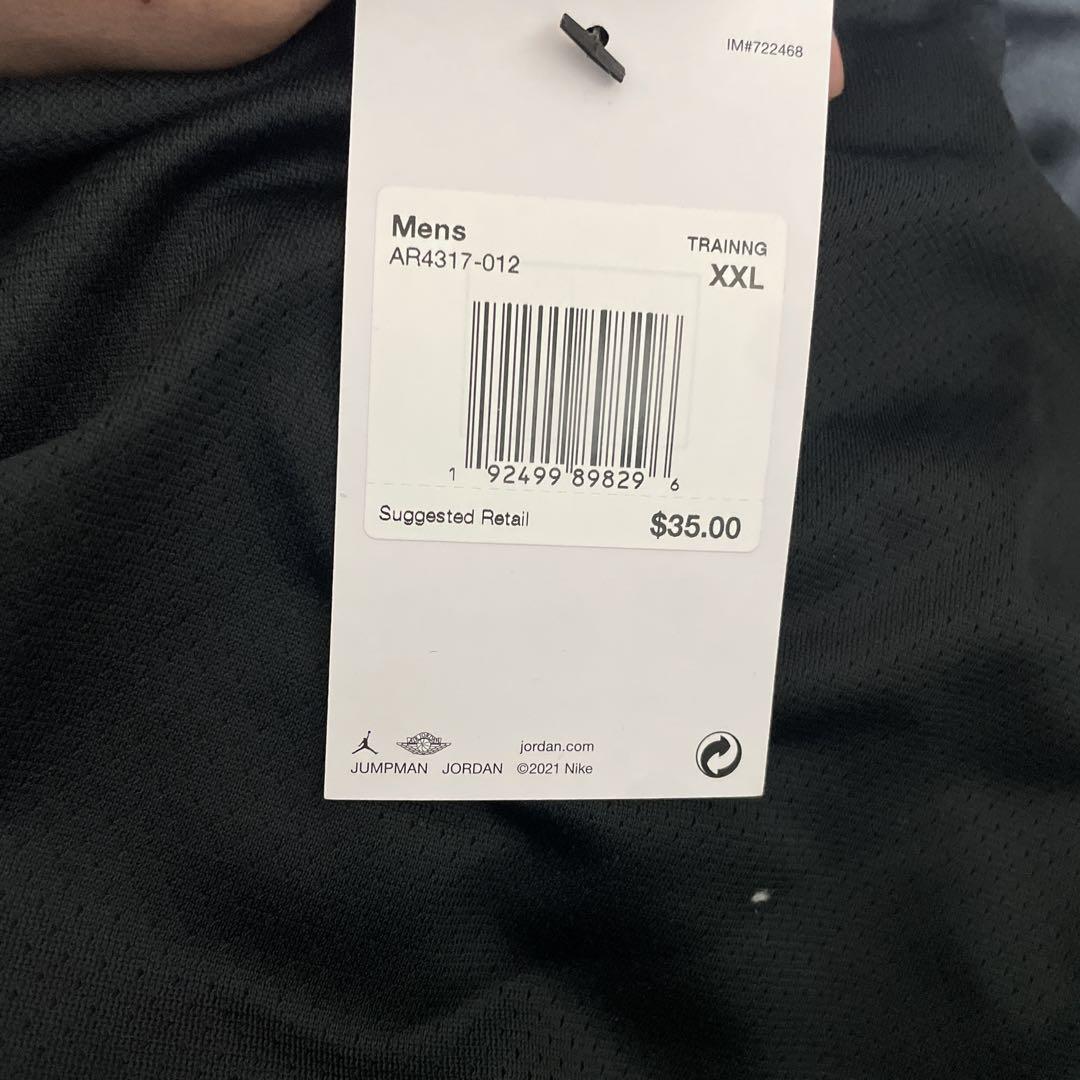 IM#722468
Mens
AR4317-012
TRAINNG
XXL
1 92499 89829 6
Suggested Retail $35.00
jordan.com
JUMPMAN JORDAN ©2021 Nike